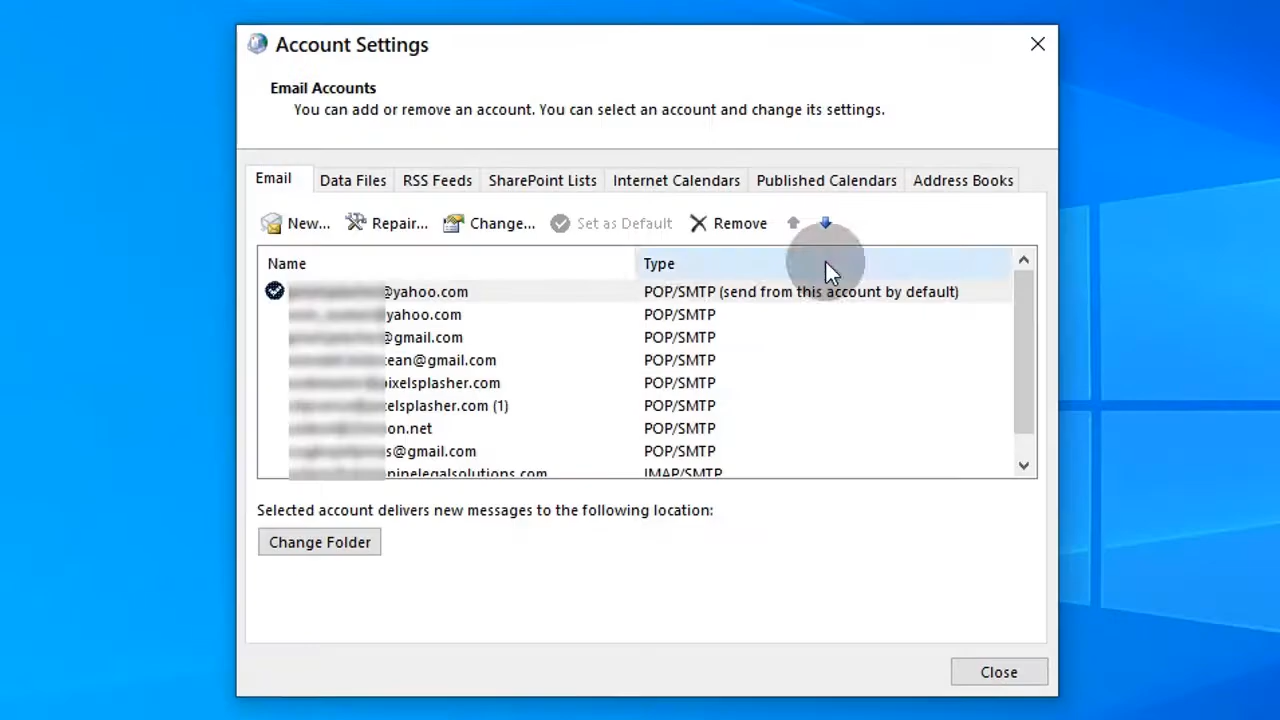 Account Settings
Email Accounts
You can add or remove an account. You can select an account and change its settings.
Email Data Files RSS Feeds SharePoint Lists Internet Calendars Published Calendars Address Books
New... Repair... Change... Set as Default Remove
Name Type
@yahoo.com POP/SMTP (send from this account by default)
@yahoo.com POP/SMTP
@gmail.com POP/SMTP
ean@gmail.com POP/SMTP
pixelsplasher.com POP/SMTP
elsplasher.com (1) POP/SMTP
on.net POP/SMTP
s@gmail.com POP/SMTP
ninelegalsolutions.com IMAP/SMTP
Selected account delivers new messages to the following location:
Change Folder
Close